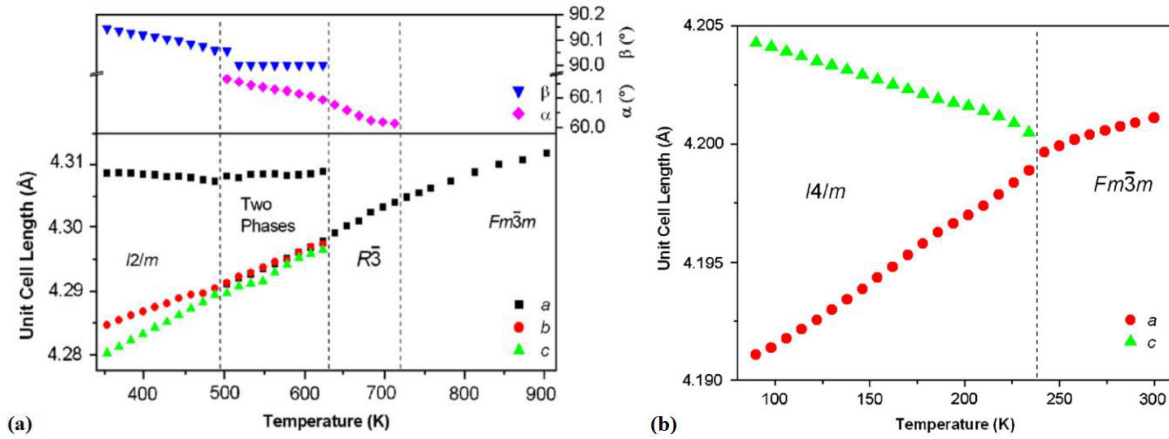 90.2
90.1
90.0
β (°)
60.1
60.0
α (°)
β
α
4.31
4.30
4.29
4.28
Unit Cell Length (Å)
Two
Phases
I2/m
R3̅
Fm3̅m
a
b
c
400 500 600 700 800 900
Temperature (K)
(a)
4.205
4.200
4.195
4.190
Unit Cell Length (Å)
I4/m
Fm3̅m
a
c
100 150 200 250 300
Temperature (K)
(b)